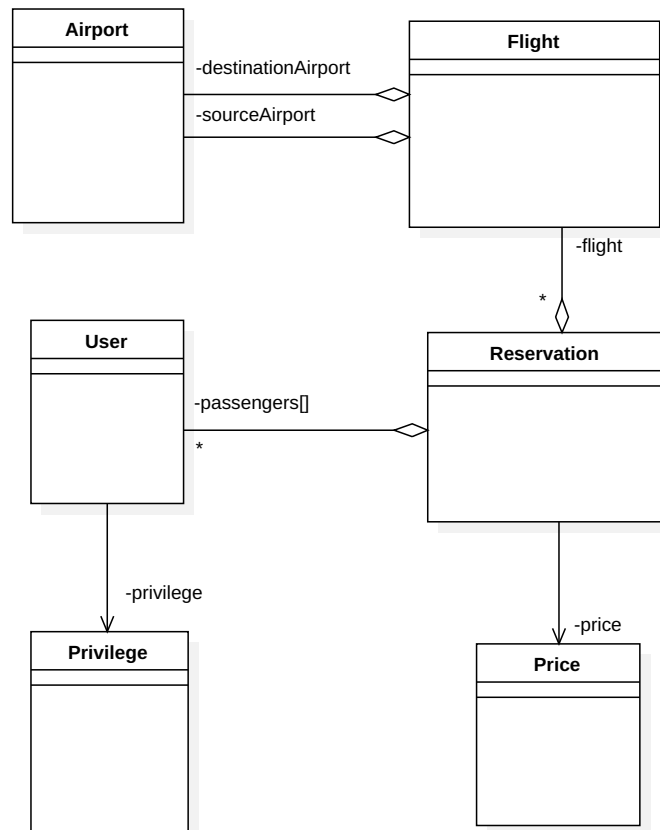 Airport
Flight
-destinationAirport
-sourceAirport
-flight
*
User
Reservation
-passengers[]
*
-privilege
-price
Privilege
Price